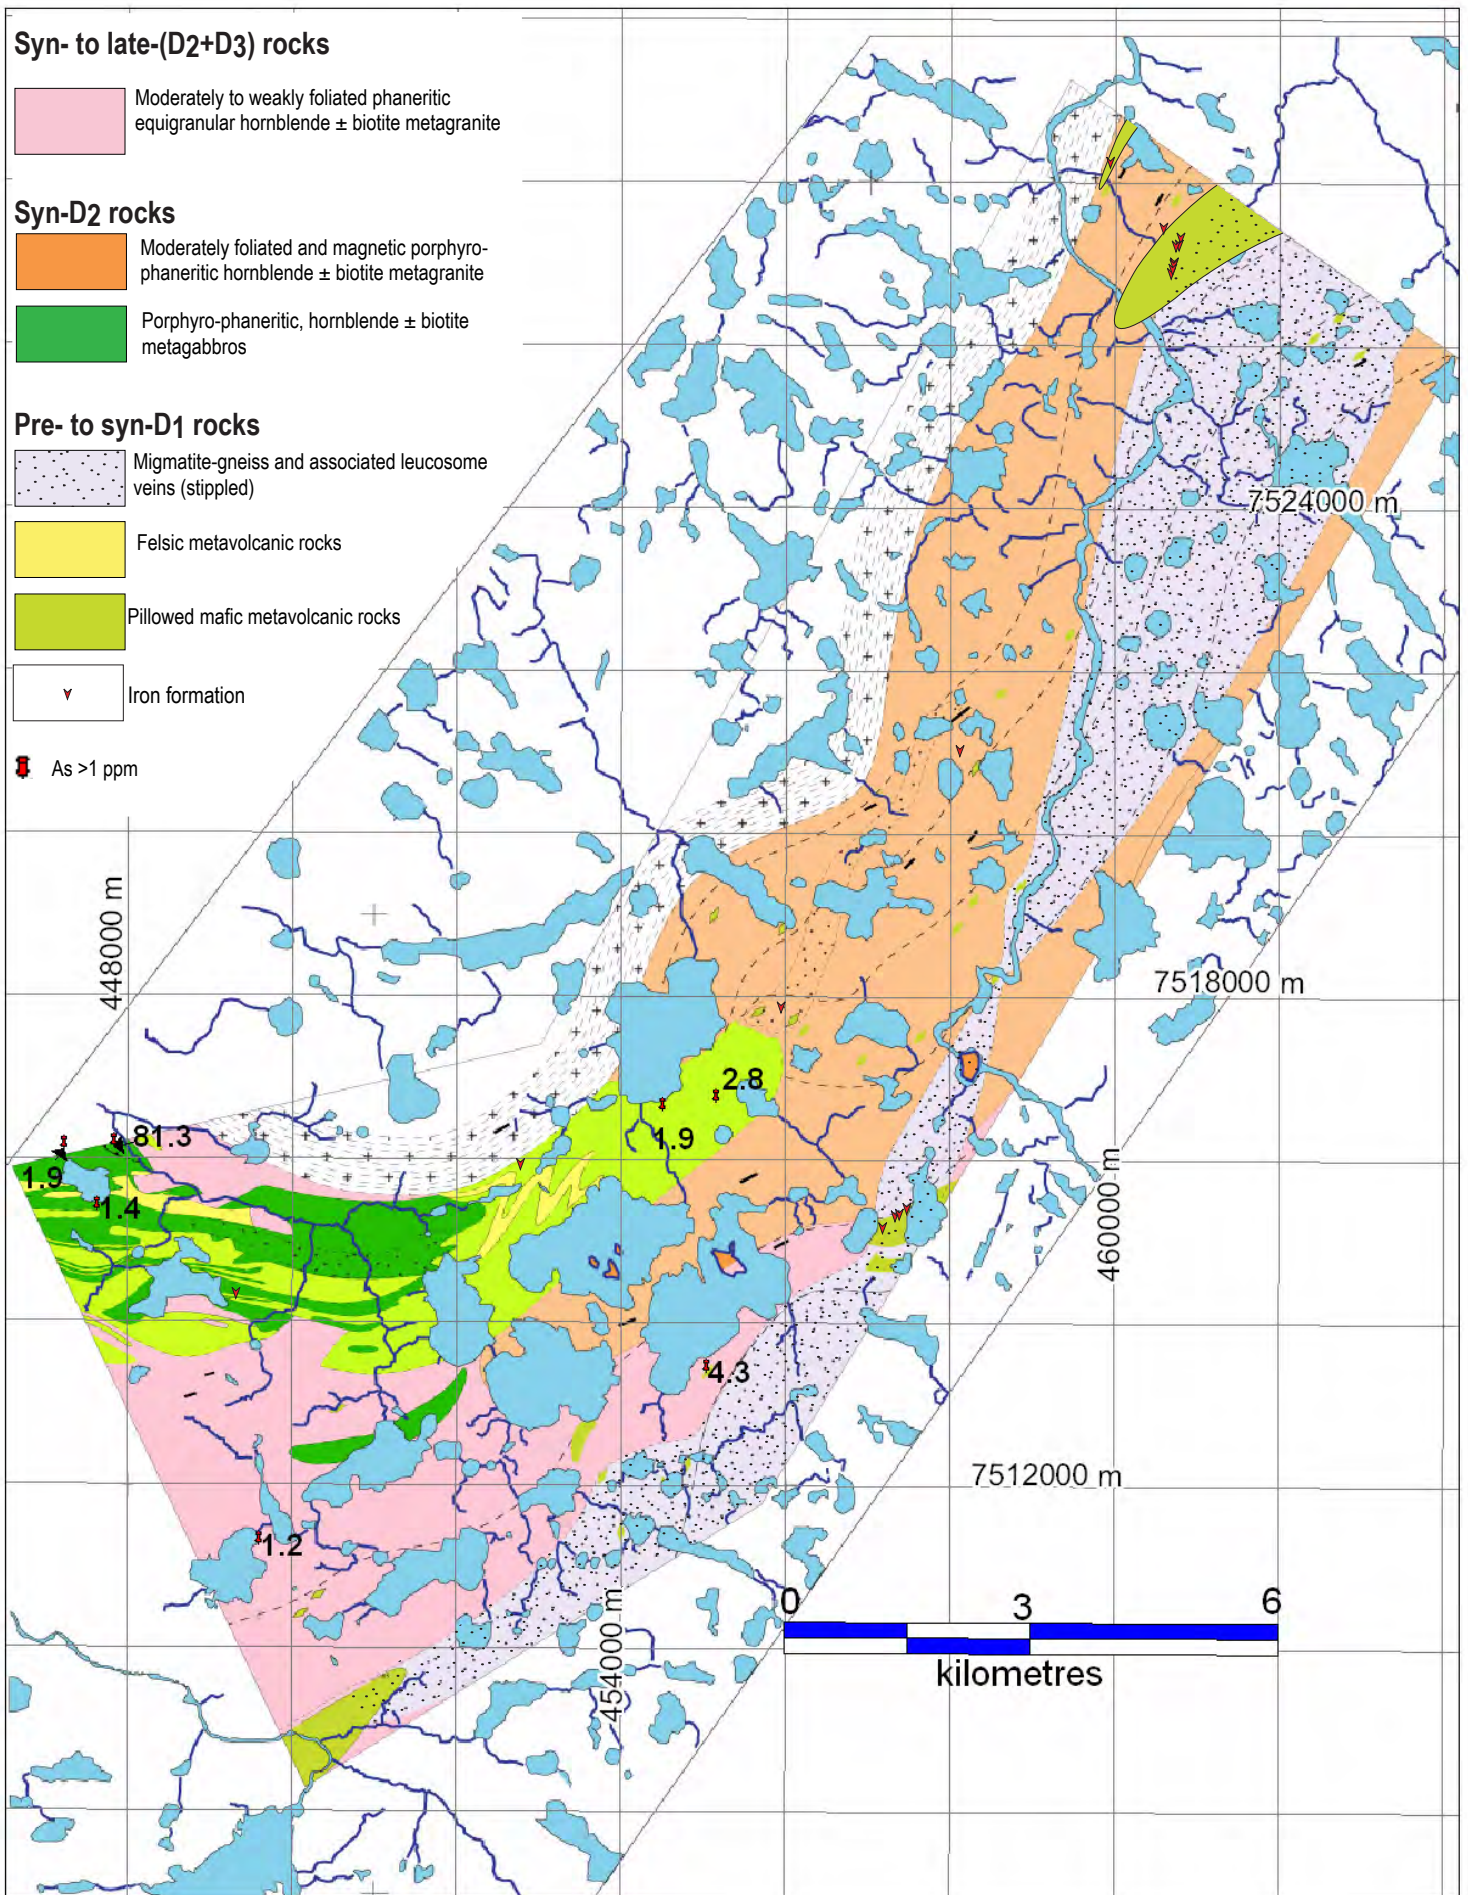 Syn- to late-(D2+D3) rocks
Moderately to weakly foliated phaneritic
equigranular hornblende ± biotite metagranite
Syn-D2 rocks
Moderately foliated and magnetic porphyro-
phaneritic hornblende ± biotite metagranite
Porphyro-phaneritic, hornblende ± biotite
metagabbros
Pre- to syn-D1 rocks
Migmatite-gneiss and associated leucosome
veins (stippled)
Felsic metavolcanic rocks
Pillowed mafic metavolcanic rocks
Iron formation
As >1 ppm
7524000 m
448000 m
7518000 m
2.8
1.9
81.3
1.9
1.4
460000 m
4.3
7512000 m
1.2
454000 m
0 3 6
kilometres